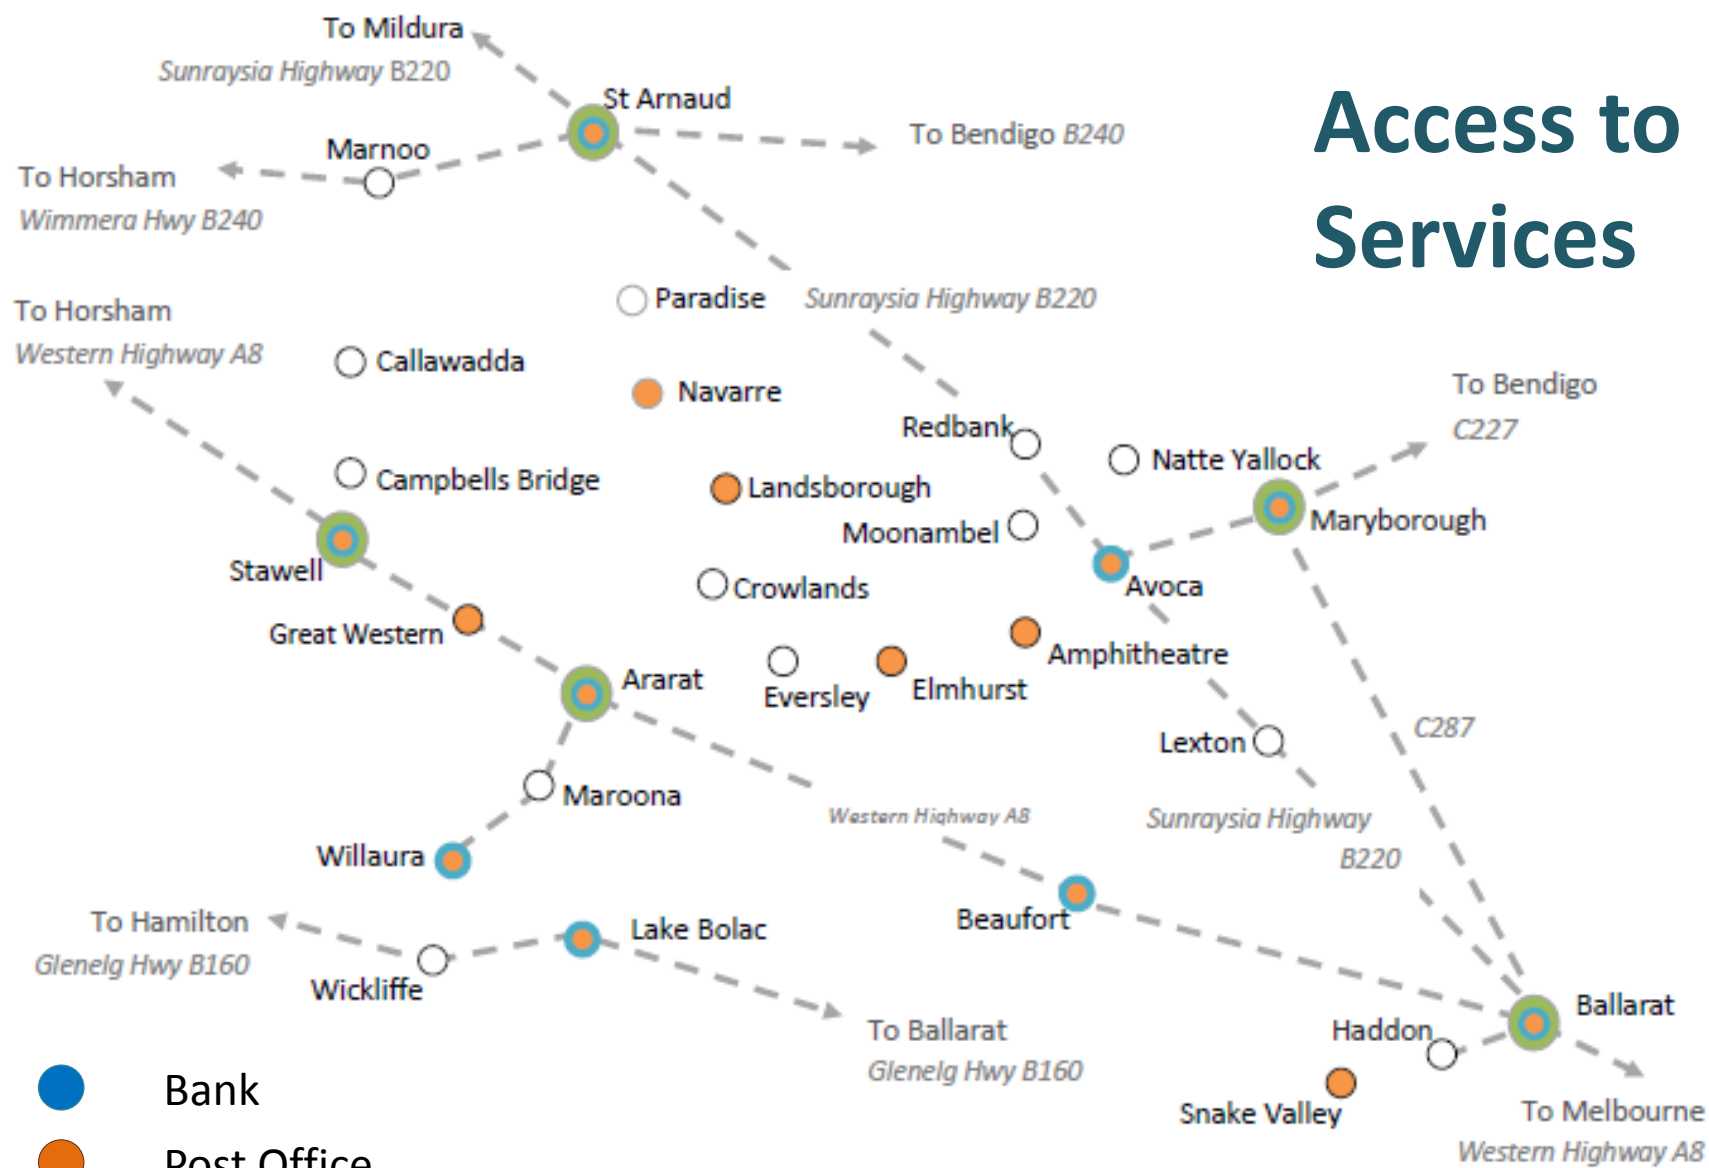 To Mildura
Sunraysia Highway B220
St Arnaud
Access to
Services
To Bendigo B240
Marnoo
To Horsham
Wimmera Hwy B240
Paradise
Sunraysia Highway B220
To Horsham
Western Highway A8
Callawadda
Navarre
To Bendigo
C227
Redbank
Natte Yallock
Campbells Bridge
Landsborough
Maryborough
Moonambel
Stawell
Crowlands
Avoca
Great Western
Amphitheatre
Ararat
Eversley
Elmhurst
C287
Lexton
Maroona
Western Highway A8
Sunraysia Highway
B220
Willaura
Beaufort
To Hamilton
Glenelg Hwy B160
Lake Bolac
Wickliffe
To Ballarat
Glenelg Hwy B160
Ballarat
Haddon
Snake Valley
To Melbourne
Western Highway A8
Bank
Post Office